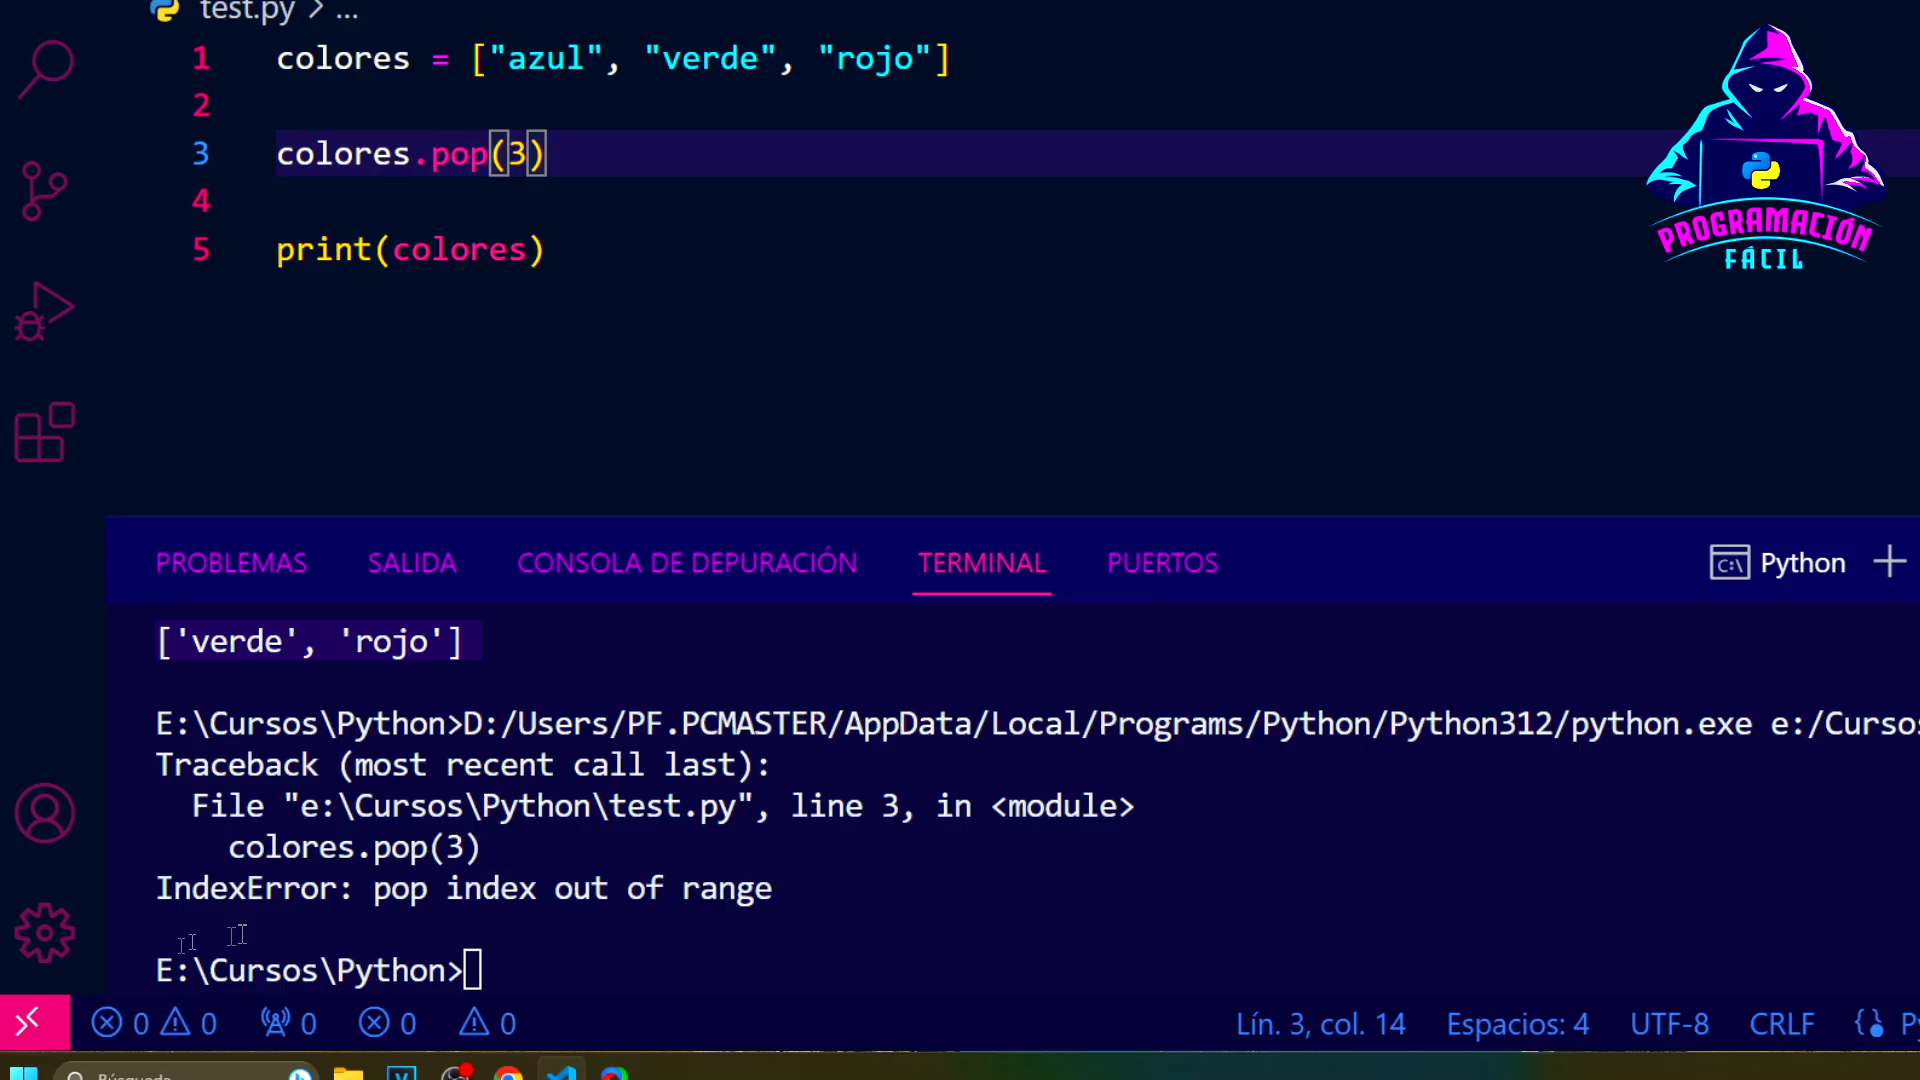 test.py > ...
1 colores = ["azul", "verde", "rojo"]
2
3 colores.pop(3)
4
5 print(colores)
PROGRAMACIÓN
FÁCIL
PROBLEMAS SALIDA CONSOLA DE DEPURACIÓN TERMINAL PUERTOS Python
['verde', 'rojo']
E:\Cursos\Python>D:/Users/PF.PCMASTER/AppData/Local/Programs/Python/Python312/python.exe e:/Cursos
Traceback (most recent call last):
File "e:\Cursos\Python\test.py", line 3, in <module>
colores.pop(3)
IndexError: pop index out of range
E:\Cursos\Python>
0 0 0 0 0 Lín. 3, col. 14 Espacios: 4 UTF-8 CRLF Py
Búsqueda